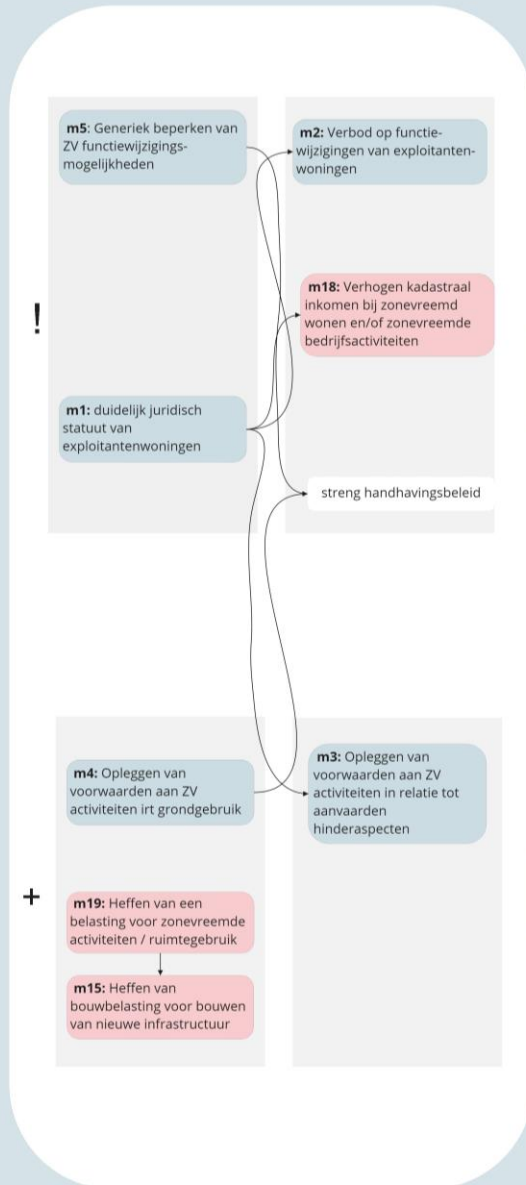 m5: Generiek beperken van
ZV functiewijzigings-
mogelijkheden
m2: Verbod op functie-
wijzigingen van exploitanten-
woningen
!
m18: Verhogen kadastraal
inkomen bij zonevreemd
wonen en/of zonevreemde
bedrijfsactiviteiten
m1: duidelijk juridisch
statuut van
exploitantenwoningen
streng handhavingsbeleid
m4: Opleggen van
voorwaarden aan ZV
activiteiten irt grondgebruik
m3: Opleggen van
voorwaarden aan ZV
activiteiten in relatie tot
aanvaarden
hinderaspecten
+
m19: Heffen van een
belasting voor zonevreemde
activiteiten / ruimtegebruik
m15: Heffen van
bouwbelasting voor bouwen
van nieuwe infrastructuur